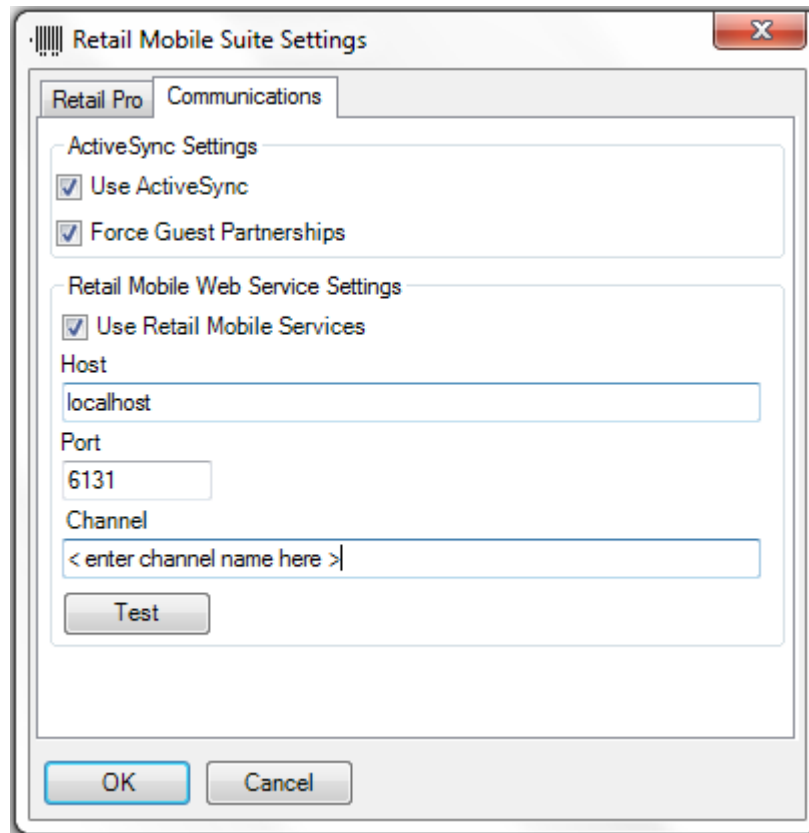 Retail Mobile Suite Settings
Retail Pro
Communications
ActiveSync Settings
Use ActiveSync
Force Guest Partnerships
Retail Mobile Web Service Settings
Use Retail Mobile Services
Host
localhost
Port
6131
Channel
< enter channel name here >
Test
OK
Cancel